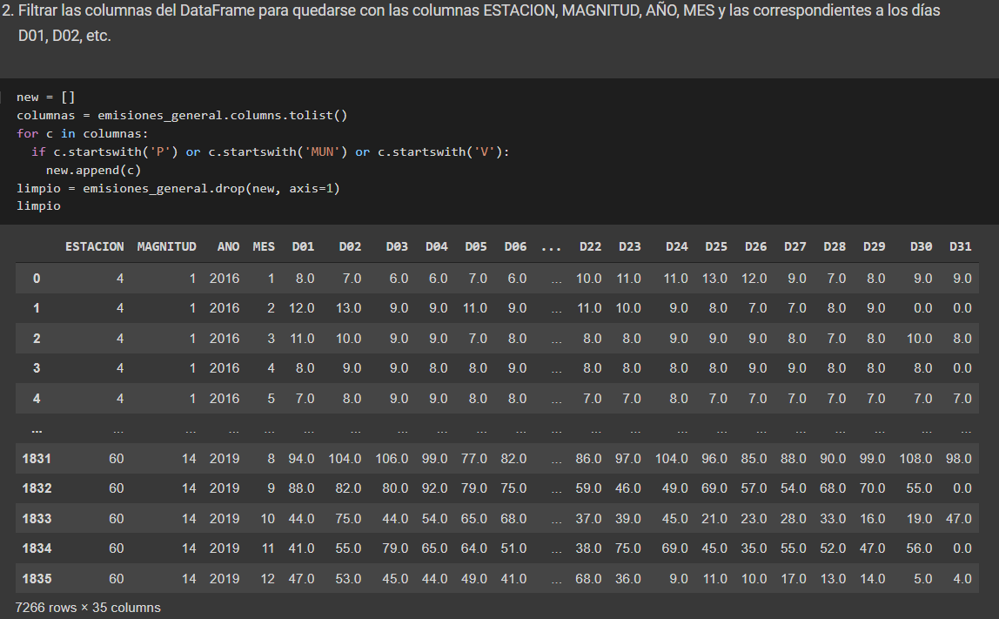 2. Filtrar las columnas del DataFrame para quedarse con las columnas ESTACION, MAGNITUD, AÑO, MES y las correspondientes a los días
D01, D02, etc.
new = []
columnas = emisiones_general.columns.tolist()
for c in columnas:
  if c.startswith('P') or c.startswith('MUN') or c.startswith('V'):
    new.append(c)
limpio = emisiones_general.drop(new, axis=1)
limpio
ESTACION MAGNITUD ANO MES D01 D02 D03 D04 D05 D06 ... D22 D23 D24 D25 D26 D27 D28 D29 D30 D31
0 4 1 2016 1 8.0 7.0 6.0 6.0 7.0 6.0 ... 10.0 11.0 11.0 13.0 12.0 9.0 7.0 8.0 9.0 9.0
1 4 1 2016 2 12.0 13.0 9.0 9.0 11.0 9.0 ... 11.0 10.0 9.0 8.0 7.0 7.0 8.0 9.0 0.0 0.0
2 4 1 2016 3 11.0 10.0 9.0 9.0 7.0 8.0 ... 8.0 8.0 9.0 9.0 9.0 8.0 7.0 8.0 10.0 8.0
3 4 1 2016 4 8.0 9.0 9.0 8.0 8.0 9.0 ... 8.0 8.0 8.0 8.0 9.0 9.0 8.0 8.0 8.0 0.0
4 4 1 2016 5 7.0 8.0 9.0 9.0 8.0 8.0 ... 7.0 7.0 8.0 7.0 7.0 7.0 7.0 7.0 7.0 7.0
... ... ... ... ... ... ... ... ... ... ... ... ... ... ... ... ... ... ... ... ... ...
1831 60 14 2019 8 94.0 104.0 106.0 99.0 77.0 82.0 ... 86.0 97.0 104.0 96.0 85.0 88.0 90.0 99.0 108.0 98.0
1832 60 14 2019 9 88.0 82.0 80.0 92.0 79.0 75.0 ... 59.0 46.0 49.0 69.0 57.0 54.0 68.0 70.0 55.0 0.0
1833 60 14 2019 10 44.0 75.0 44.0 54.0 65.0 68.0 ... 37.0 39.0 45.0 21.0 23.0 28.0 33.0 16.0 19.0 47.0
1834 60 14 2019 11 41.0 55.0 79.0 65.0 64.0 51.0 ... 38.0 75.0 69.0 45.0 35.0 55.0 52.0 47.0 56.0 0.0
1835 60 14 2019 12 47.0 53.0 45.0 44.0 49.0 41.0 ... 68.0 36.0 9.0 11.0 10.0 17.0 13.0 14.0 5.0 4.0
7266 rows × 35 columns